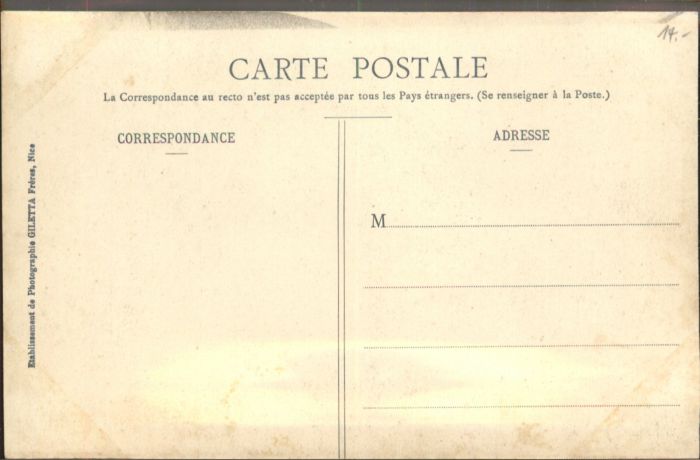 14.-
CARTE POSTALE
La Correspondance au recto n'est pas acceptée par tous les Pays étrangers. (Se renseigner à la Poste.)
CORRESPONDANCE
ADRESSE
M
Etablissement de Photographie GILETTA Frères, Nice